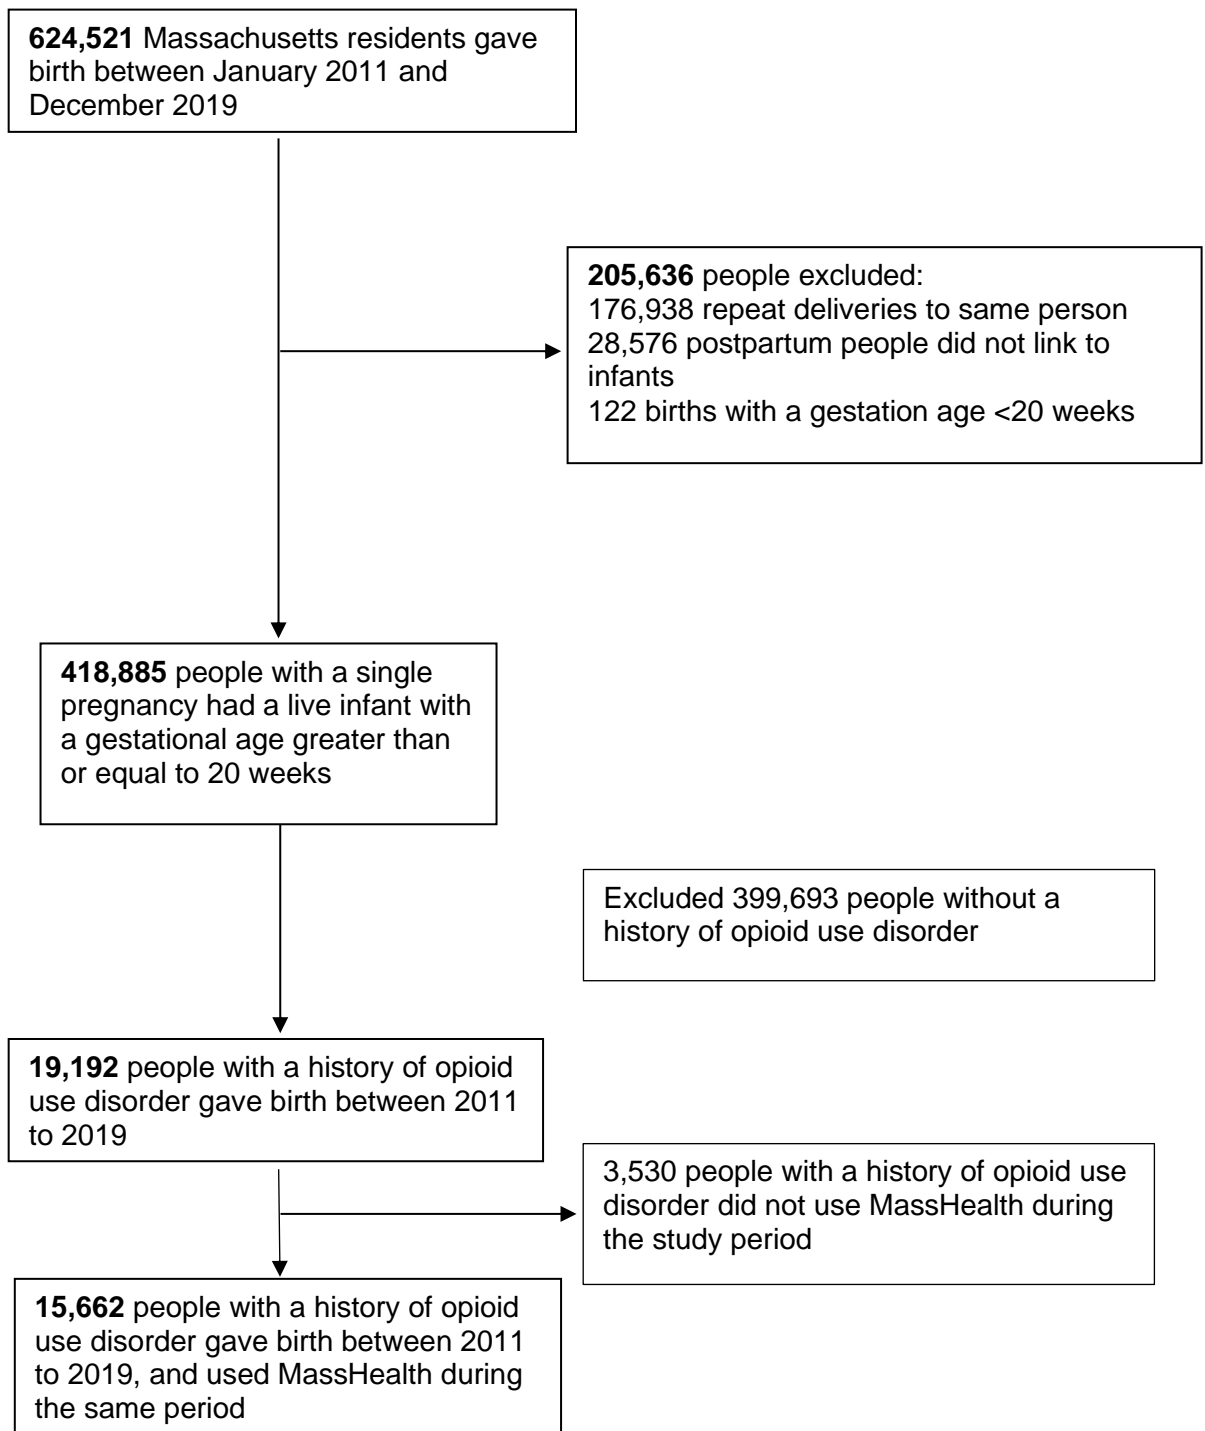 624,521 Massachusetts residents gave
birth between January 2011 and
December 2019
205,636 people excluded:
176,938 repeat deliveries to same person
28,576 postpartum people did not link to
infants
122 births with a gestation age <20 weeks
418,885 people with a single
pregnancy had a live infant with
a gestational age greater than
or equal to 20 weeks
Excluded 399,693 people without a
history of opioid use disorder
19,192 people with a history of opioid
use disorder gave birth between 2011
to 2019
3,530 people with a history of opioid use
disorder did not use MassHealth during
the study period
15,662 people with a history of opioid
use disorder gave birth between 2011
to 2019, and used MassHealth during
the same period